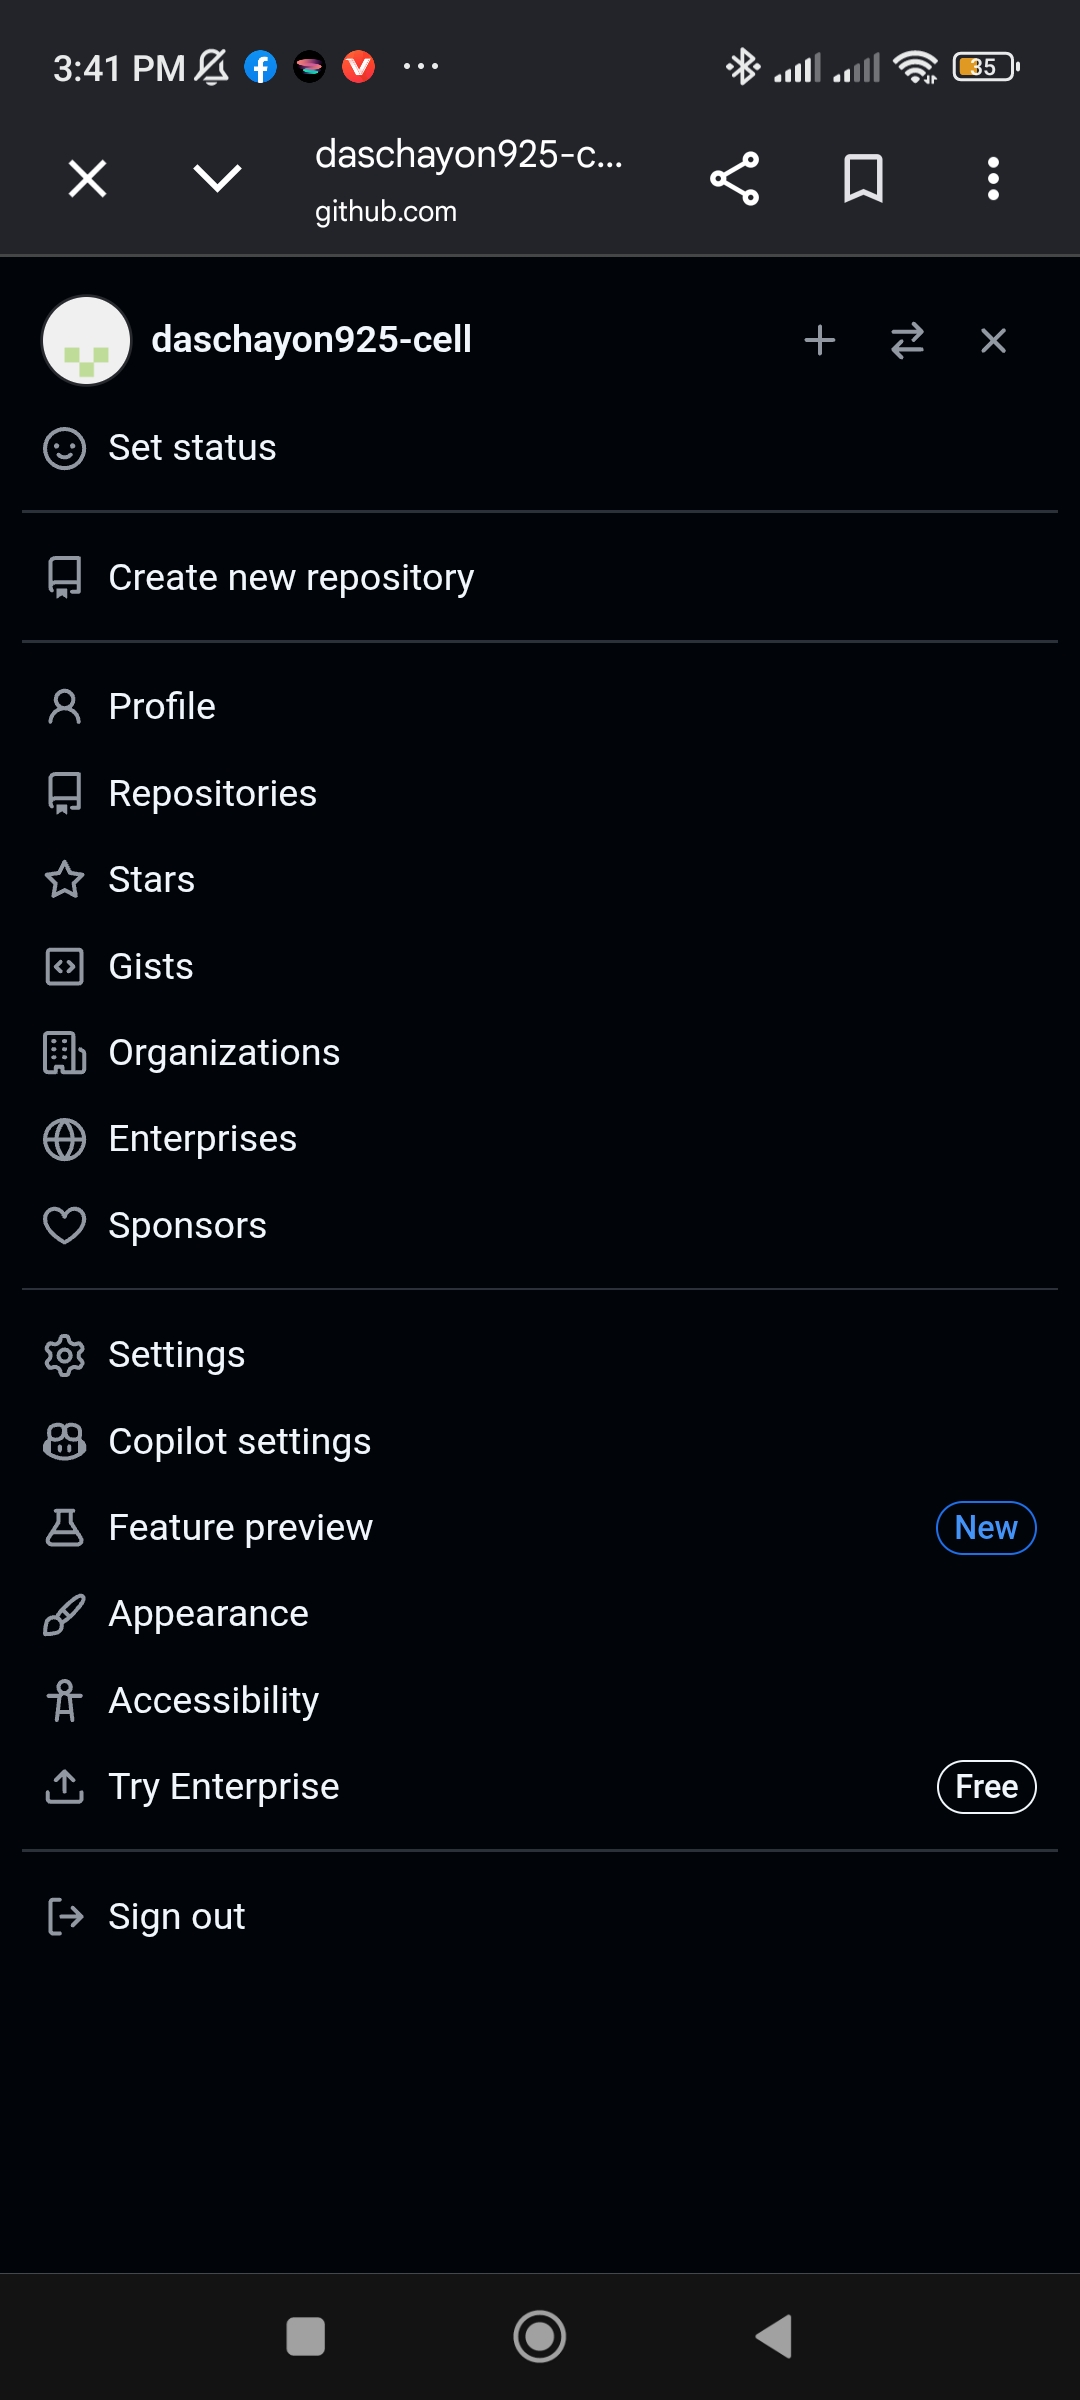 3:41 PM
35
daschayon925-c...
github.com
daschayon925-cell
Set status
Create new repository
Profile
Repositories
Stars
Gists
Organizations
Enterprises
Sponsors
Settings
Copilot settings
Feature preview
New
Appearance
Accessibility
Try Enterprise
Free
Sign out